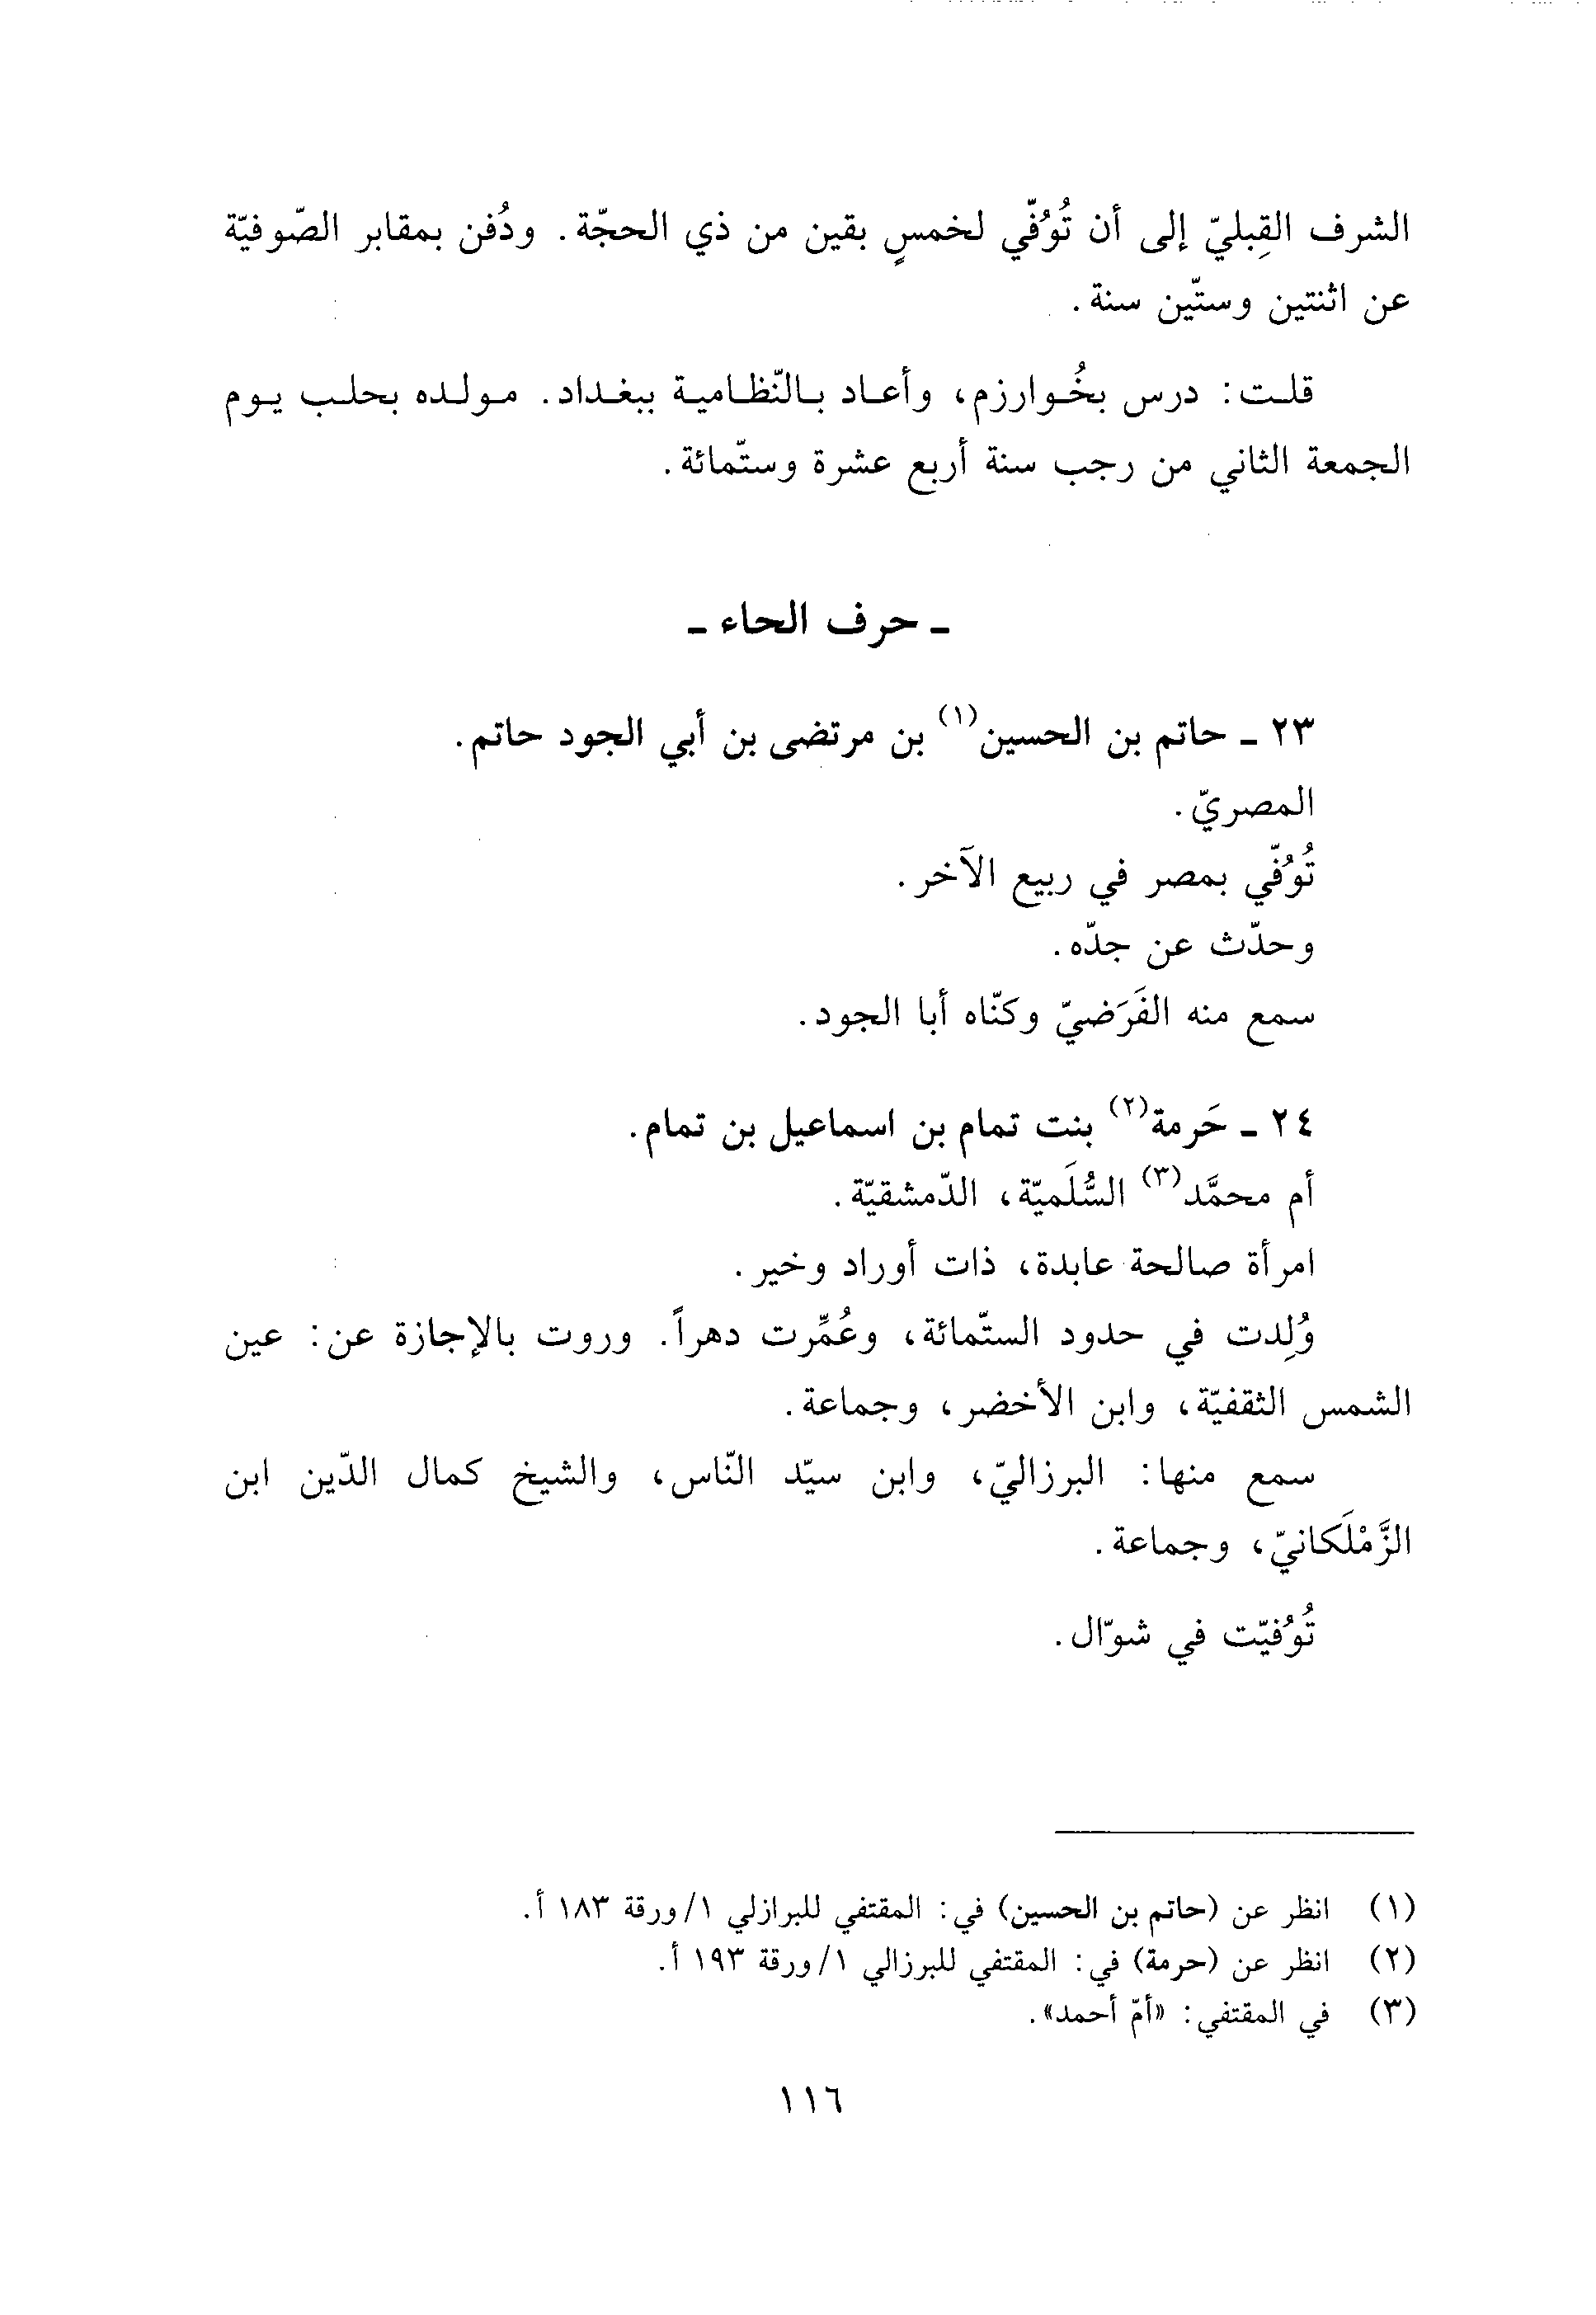 الشرف القِبليّ إلى أن تُوُفّي لخمسٍ بقين من ذي الحجّة. ودُفن بمقابر الصّوفيّة
عن اثنتين وستّين سنة.
قلت: درس بخُوارزم، وأعاد بالنّظامية ببغداد. مولده بحلب يوم
الجمعة الثاني من رجب سنة أربع عشرة وستّمائة.
ـ حرف الحاء ـ
٢٣ ـ حاتم بن الحسين(١) بن مرتضى بن أبي الجود حاتم.
المصريّ.
تُوُفّي بمصر في ربيع الآخر.
وحدّث عن جدّه.
سمع منه الفَرَضيّ وكنّاه أبا الجود.
٢٤ ـ حَرمة(٢) بنت تمام بن اسماعيل بن تمام.
أم محمَّد(٣) السُّلَميّة، الدّمشقيّة.
امرأة صالحة عابدة، ذات أوراد وخير.
وُلِدت في حدود الستّمائة، وعُمِّرت دهراً. وروت بالإجازة عن: عين
الشمس الثقفيّة، وابن الأخضر، وجماعة.
سمع منها: البرزاليّ، وابن سيّد النّاس، والشيخ كمال الدّين ابن
الزَّمْلَكانيّ، وجماعة.
تُوُفيّت في شوّال.
(١) انظر عن (حاتم بن الحسين) في: المقتفي للبرازلي ١/ورقة ١٨٣ أ.
(٢) انظر عن (حرمة) في: المقتفي للبرزالي ١/ورقة ١٩٣ أ.
(٣) في المقتفي: «أمّ أحمد».
١١٦